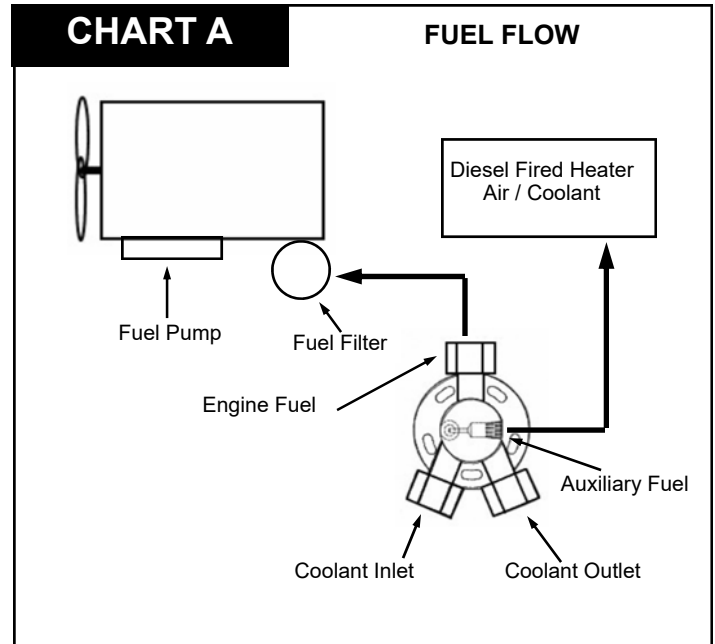 CHART A
FUEL FLOW
Diesel Fired Heater
Air / Coolant
Fuel Pump
Fuel Filter
Engine Fuel
Auxiliary Fuel
Coolant Inlet
Coolant Outlet